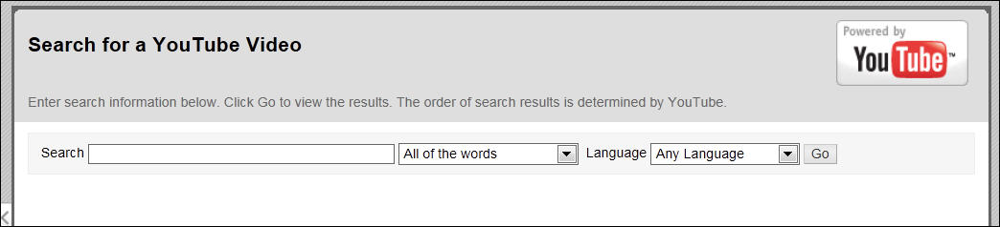 Powered by
Search for a YouTube Video
YouTube™
Enter search information below. Click Go to view the results. The order of search results is determined by YouTube.
Search All of the words Language Any Language Go